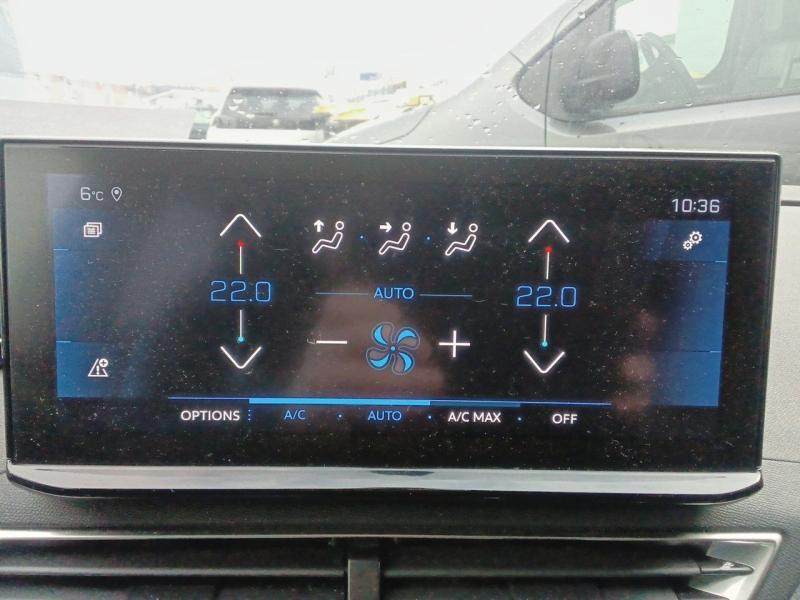 6°C
10:36
22.0
AUTO
22.0
OPTIONS A/C AUTO A/C MAX OFF